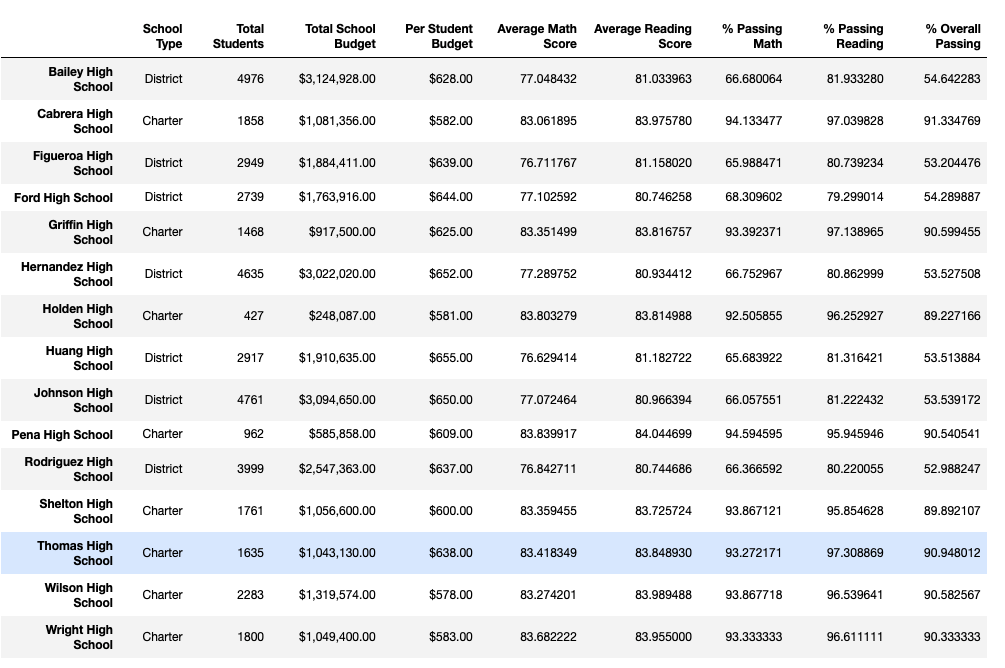 School Type Total Students Total School Budget Per Student Budget Average Math Score Average Reading Score % Passing Math % Passing Reading % Overall Passing
Bailey High School District 4976 $3,124,928.00 $628.00 77.048432 81.033963 66.680064 81.933280 54.642283
Cabrera High School Charter 1858 $1,081,356.00 $582.00 83.061895 83.975780 94.133477 97.039828 91.334769
Figueroa High School District 2949 $1,884,411.00 $639.00 76.711767 81.158020 65.988471 80.739234 53.204476
Ford High School District 2739 $1,763,916.00 $644.00 77.102592 80.746258 68.309602 79.299014 54.289887
Griffin High School Charter 1468 $917,500.00 $625.00 83.351499 83.816757 93.392371 97.138965 90.599455
Hernandez High School District 4635 $3,022,020.00 $652.00 77.289752 80.934412 66.752967 80.862999 53.527508
Holden High School Charter 427 $248,087.00 $581.00 83.803279 83.814988 92.505855 96.252927 89.227166
Huang High School District 2917 $1,910,635.00 $655.00 76.629414 81.182722 65.683922 81.316421 53.513884
Johnson High School District 4761 $3,094,650.00 $650.00 77.072464 80.966394 66.057551 81.222432 53.539172
Pena High School Charter 962 $585,858.00 $609.00 83.839917 84.044699 94.594595 95.945946 90.540541
Rodriguez High School District 3999 $2,547,363.00 $637.00 76.842711 80.744686 66.366592 80.220055 52.988247
Shelton High School Charter 1761 $1,056,600.00 $600.00 83.359455 83.725724 93.867121 95.854628 89.892107
Thomas High School Charter 1635 $1,043,130.00 $638.00 83.418349 83.848930 93.272171 97.308869 90.948012
Wilson High School Charter 2283 $1,319,574.00 $578.00 83.274201 83.989488 93.867718 96.539641 90.582567
Wright High School Charter 1800 $1,049,400.00 $583.00 83.682222 83.955000 93.333333 96.611111 90.333333